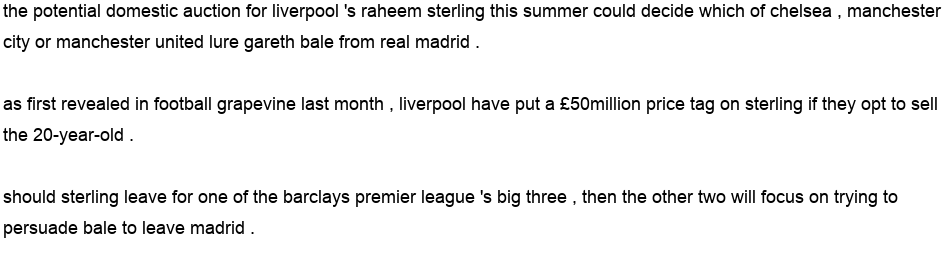 the potential domestic auction for liverpool 's raheem sterling this summer could decide which of chelsea , manchester
city or manchester united lure gareth bale from real madrid .
as first revealed in football grapevine last month , liverpool have put a £50million price tag on sterling if they opt to sell
the 20-year-old .
should sterling leave for one of the barclays premier league 's big three , then the other two will focus on trying to
persuade bale to leave madrid .